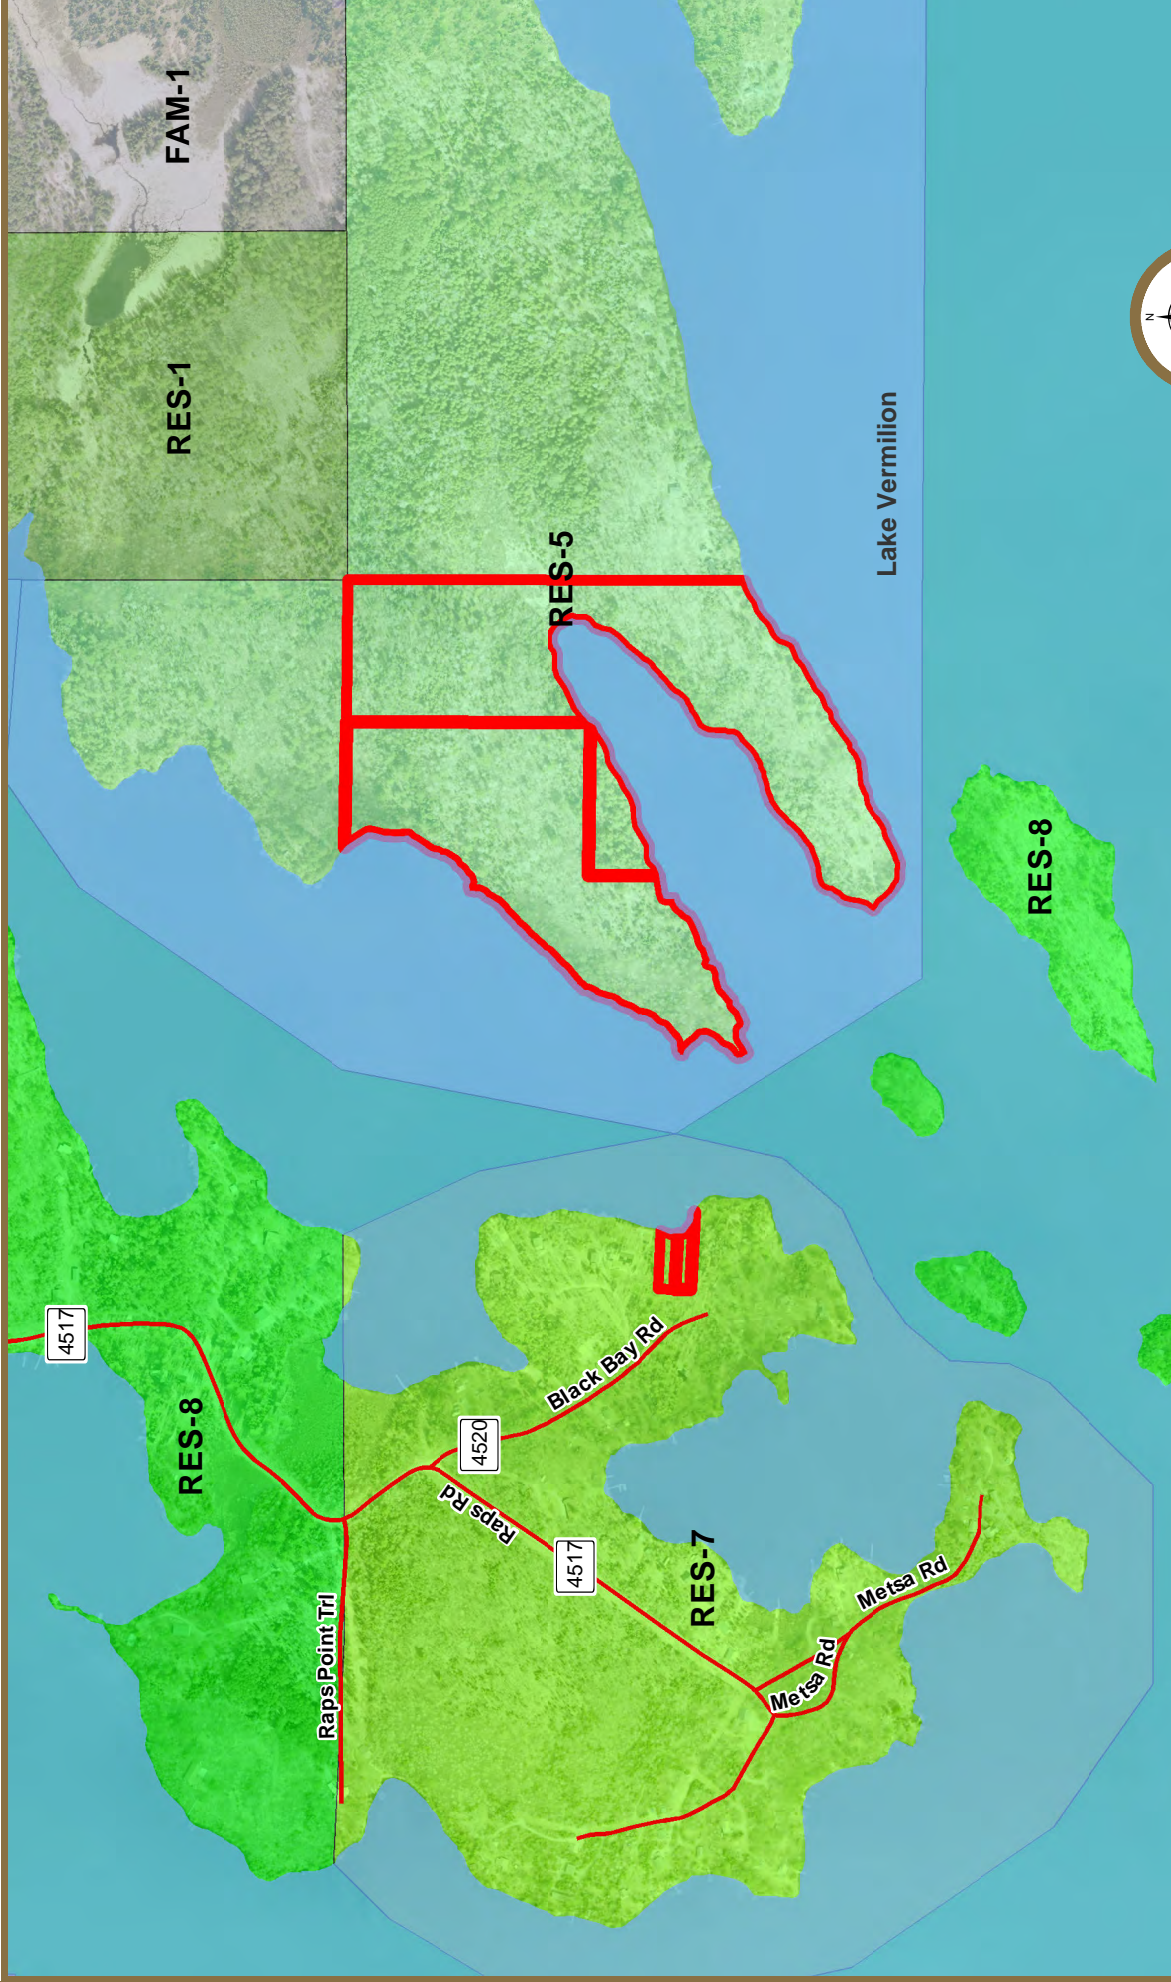 FAM-1
RES-1
RES-5
Lake Vermilion
N
RES-8
4517
RES-8
Raps Point Trl
4520
Black Bay Rd
Raps Rd
4517
RES-7
Metsa Rd
Metsa Rd